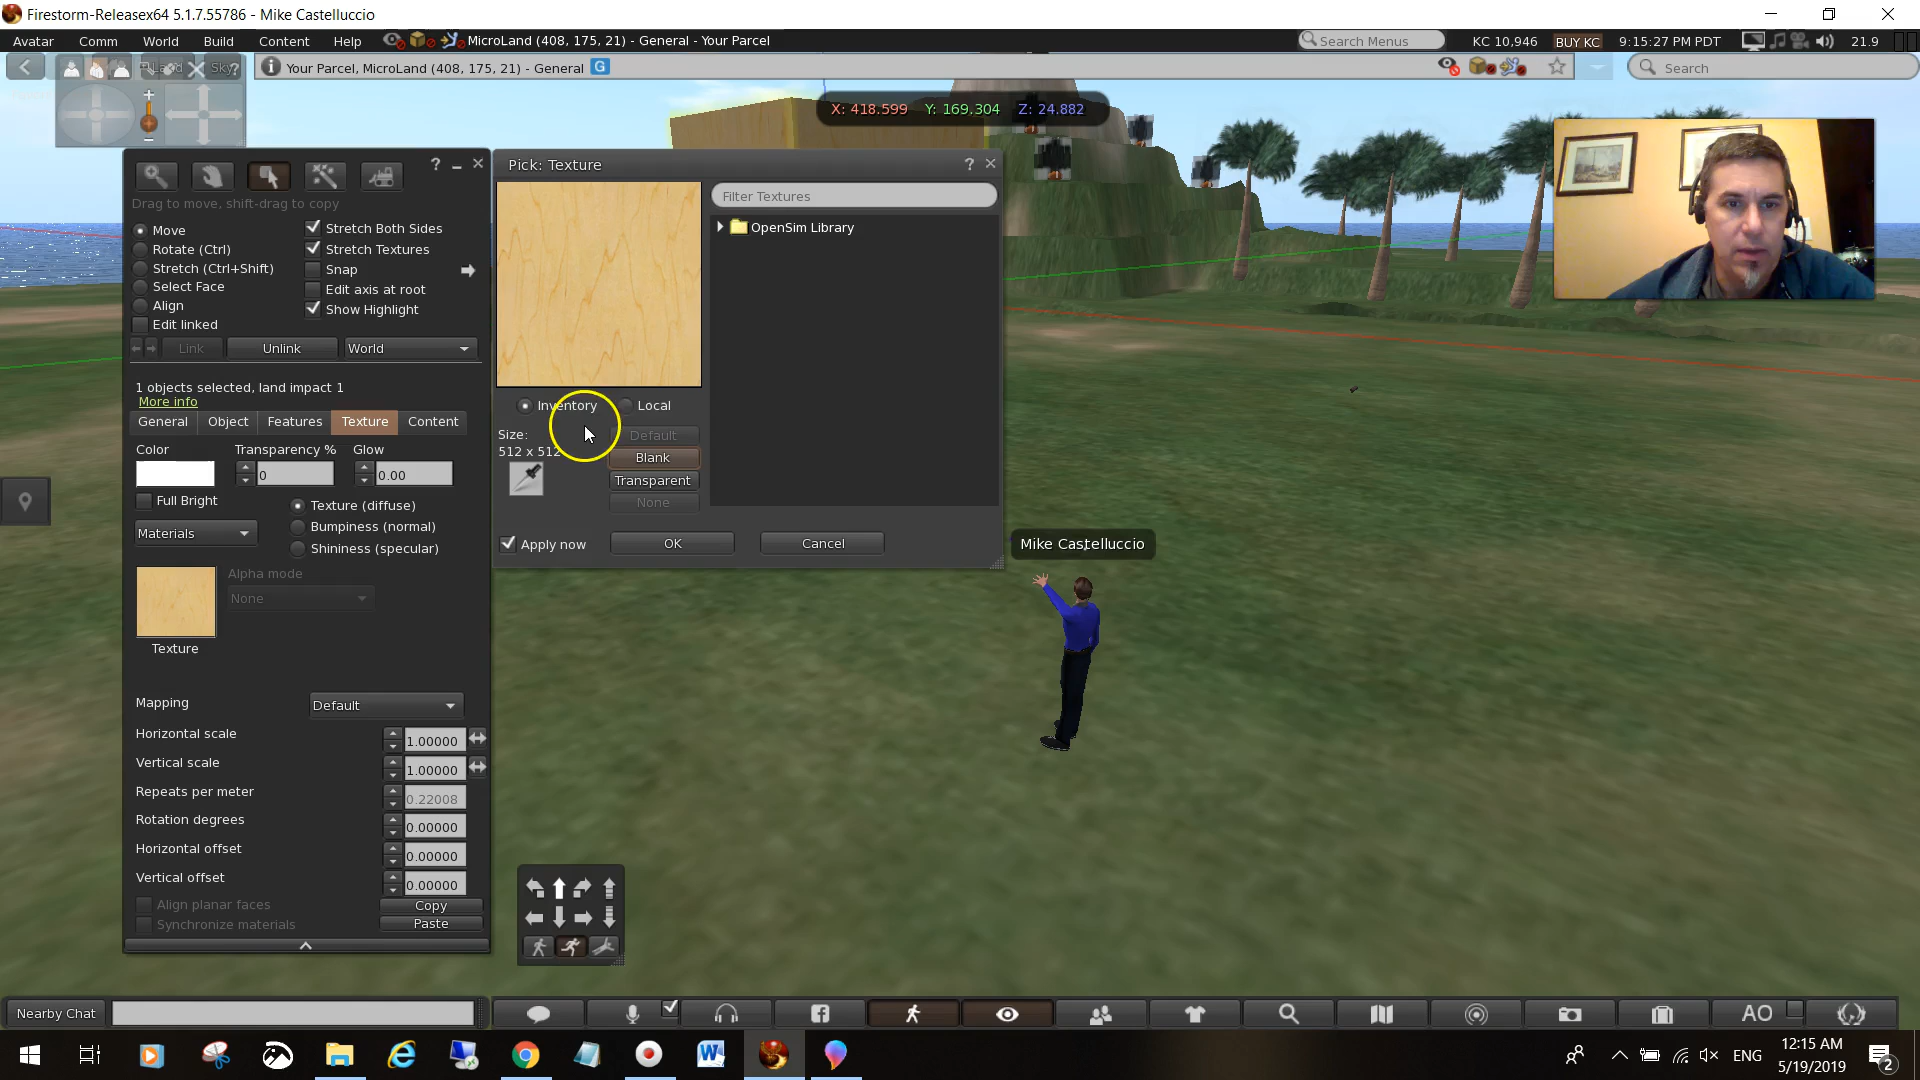 Firestorm-Releasex64 5.1.7.55786 - Mike Castelluccio
Avatar Comm World Build Content Help MicroLand (408, 175, 21) - General - Your Parcel Search Menus KC 10,946 BUY KC 9:15:27 PM PDT 21.9
Your Parcel, MicroLand (408, 175, 21) - General G Search
X: 418.599 Y: 169.304 Z: 24.882
Drag to move, shift-drag to copy
Move
Rotate (Ctrl)
Stretch (Ctrl+Shift)
Select Face
Align
Edit linked
Stretch Both Sides
Stretch Textures
Snap
Edit axis at root
Show Highlight
Link Unlink World
1 objects selected, land impact 1
More info
General Object Features Texture Content
Color Transparency % Glow
0 0.00
Full Bright
Materials
Texture (diffuse)
Bumpiness (normal)
Shininess (specular)
Alpha mode
None
Texture
Mapping Default
Horizontal scale 1.00000
Vertical scale 1.00000
Repeats per meter 0.22008
Rotation degrees 0.00000
Horizontal offset 0.00000
Vertical offset 0.00000
Align planar faces Copy
Synchronize materials Paste
Pick: Texture ?
Filter Textures
OpenSim Library
Inventory Local
Size:
512 x 512
Default
Blank
Transparent
None
Apply now OK Cancel
Mike Castelluccio
Nearby Chat
AO
ENG
12:15 AM
5/19/2019
2